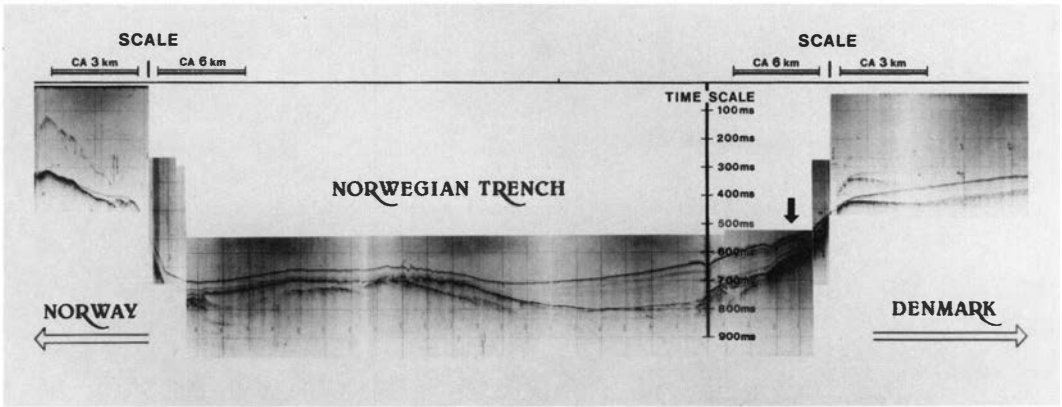 SCALE
CA 3 km
CA 6 km
SCALE
CA 6 km
CA 3 km
TIME SCALE
100ms
200ms
300ms
400ms
500ms
600ms
700ms
800ms
900ms
NORWEGIAN TRENCH
NORWAY
DENMARK